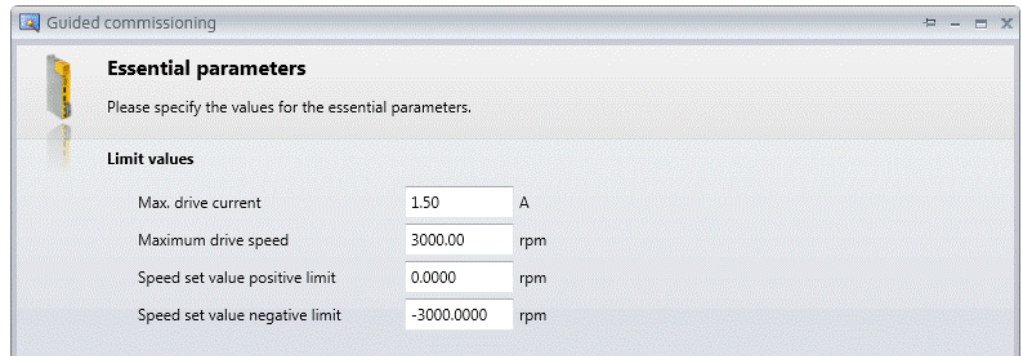 Guided commissioning
Essential parameters
Please specify the values for the essential parameters.
Limit values
Max. drive current 1.50 A
Maximum drive speed 3000.00 rpm
Speed set value positive limit 0.0000 rpm
Speed set value negative limit -3000.0000 rpm